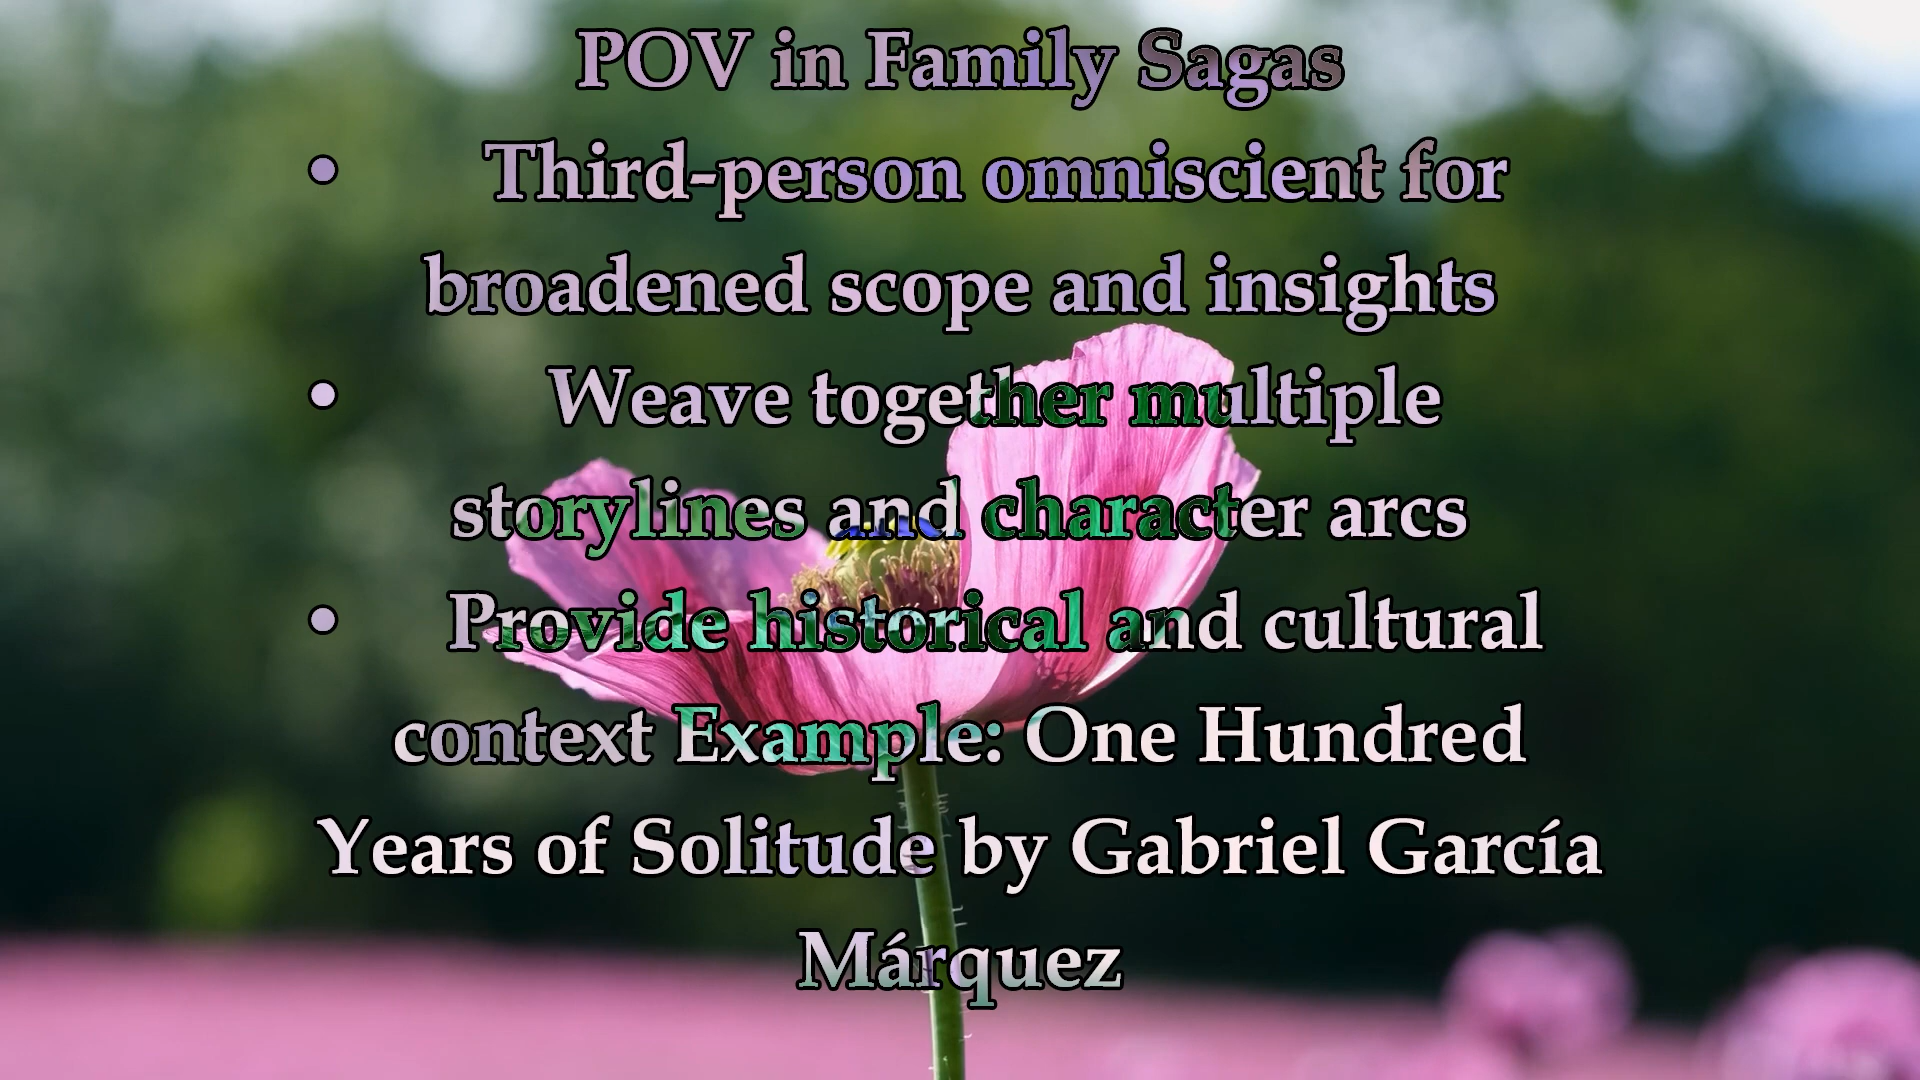 POV in Family Sagas
• Third-person omniscient for
broadened scope and insights
• Weave together multiple
storylines and character arcs
• Provide historical and cultural
context Example: One Hundred
Years of Solitude by Gabriel García
Márquez